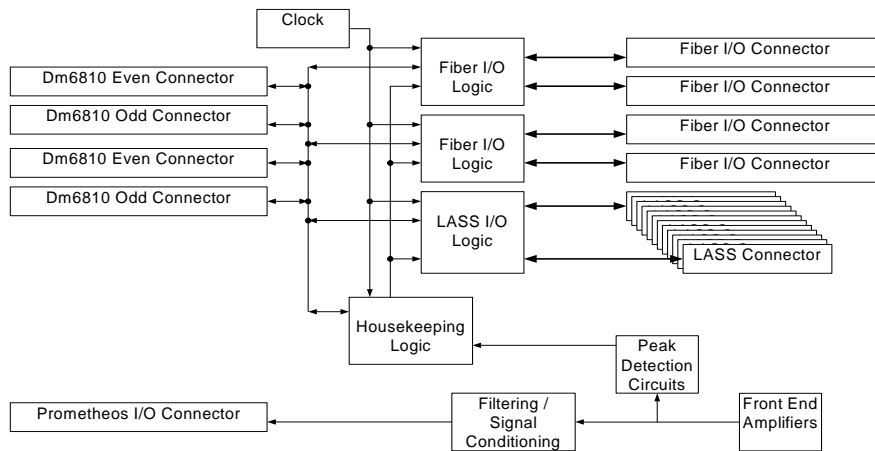 Clock
Fiber I/O
Logic
Fiber I/O Connector
Dm6810 Even Connector
Fiber I/O Connector
Dm6810 Odd Connector
Fiber I/O
Logic
Fiber I/O Connector
Dm6810 Even Connector
Fiber I/O Connector
Dm6810 Odd Connector
LASS I/O
Logic
LASS Connector
Housekeeping
Logic
Peak
Detection
Circuits
Prometheos I/O Connector
Filtering /
Signal
Conditioning
Front End
Amplifiers